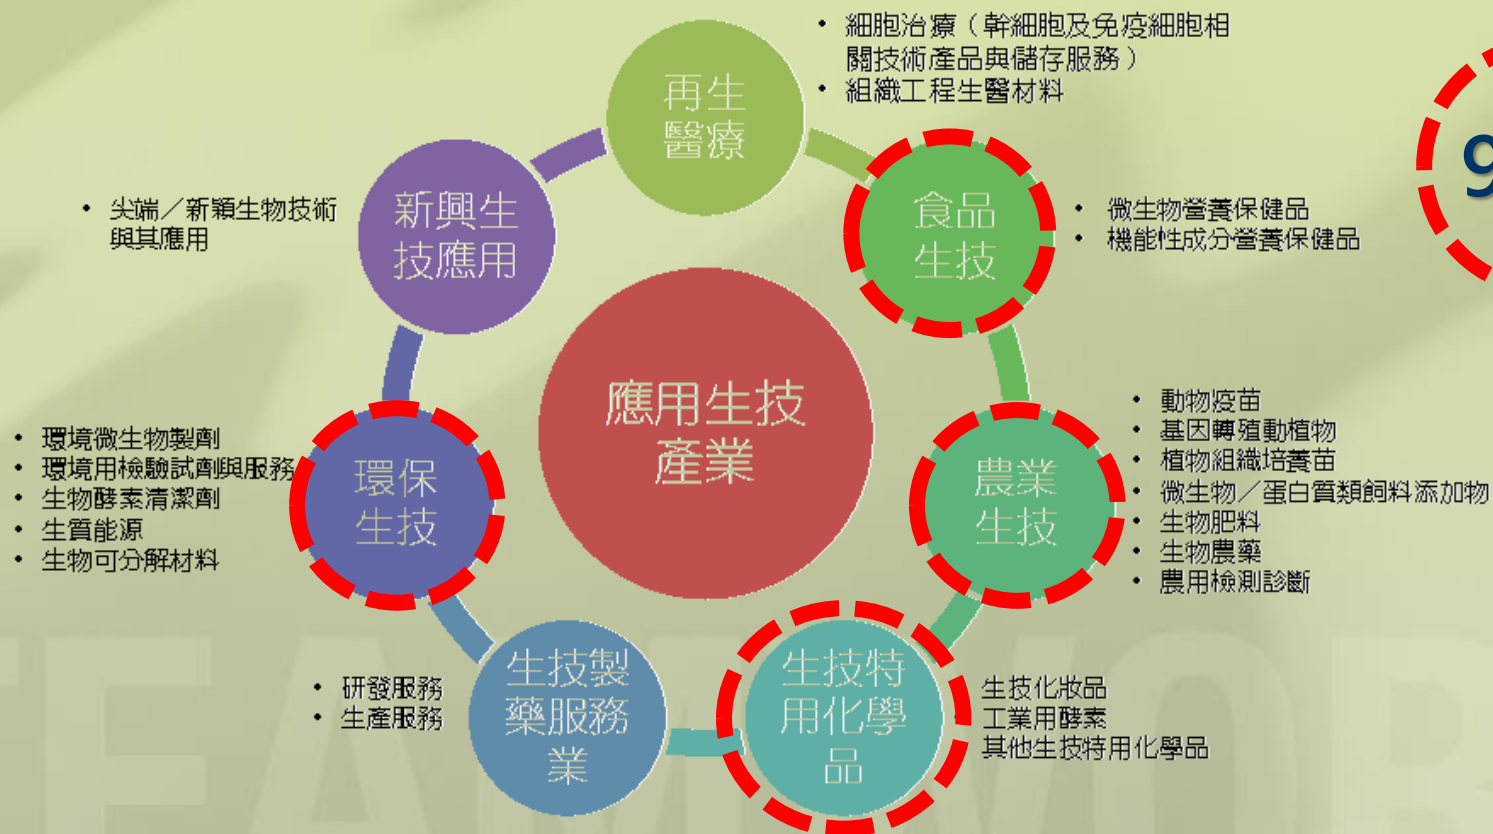 • 細胞治療（幹細胞及免疫細胞相
關技術產品與儲存服務）
• 組織工程生醫材料
再生
醫療
9
• 尖端／新穎生物技術
與其應用
新興生
技應用
食品
生技
• 微生物營養保健品
• 機能性成分營養保健品
應用生技
產業
• 環境微生物製劑
• 環境用檢驗試劑與服務
• 生物酵素清潔劑
• 生質能源
• 生物可分解材料
環保
生技
農業
生技
• 動物疫苗
• 基因轉殖動植物
• 植物組織培養苗
• 微生物／蛋白質類飼料添加物
• 生物肥料
• 生物農藥
• 農用檢測診斷
• 研發服務
• 生產服務
生技製
藥服務
業
生技特
用化學
品
生技化妝品
工業用酵素
其他生技特用化學品